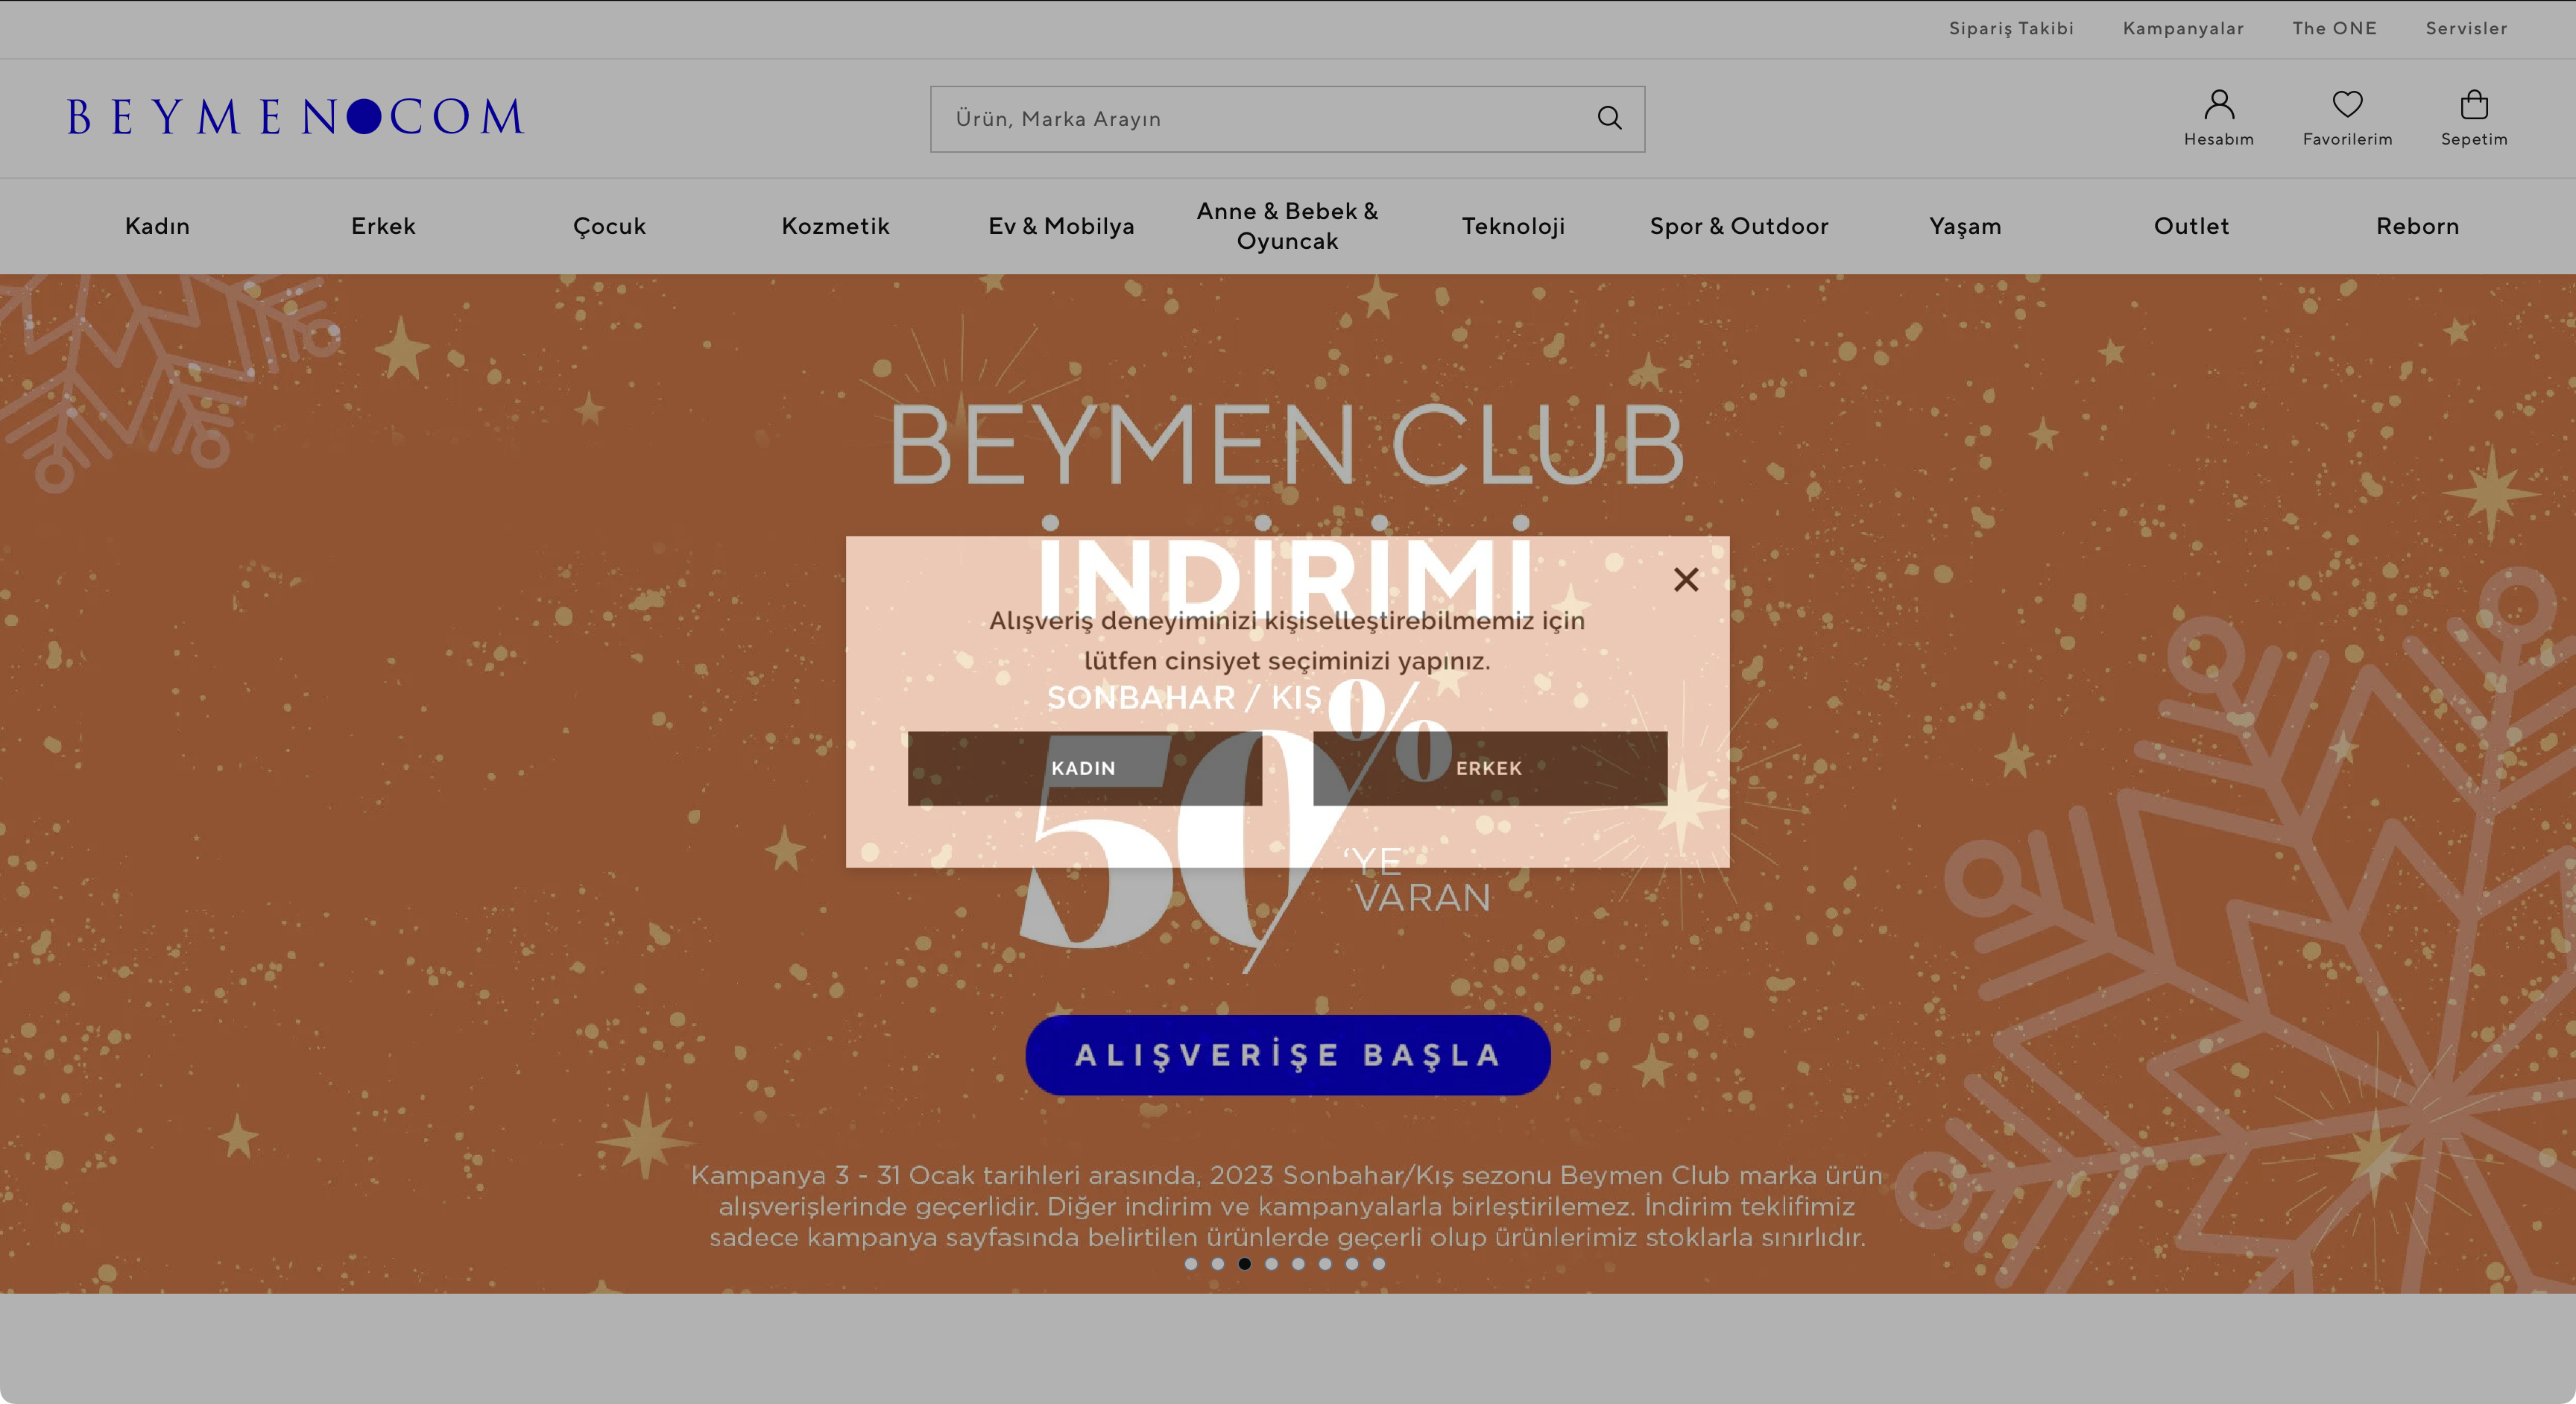 Sipariş Takibi Kampanyalar The ONE Servisler
BEYMEN.COM
Ürün, Marka Arayın
Hesabım Favorilerim Sepetim
Kadın Erkek Çocuk Kozmetik Ev & Mobilya Anne & Bebek & Oyuncak Teknoloji Spor & Outdoor Yaşam Outlet Reborn
BEYMEN CLUB
İNDİRİMİ
Alışveriş deneyiminizi kişiselleştirebilmemiz için
lütfen cinsiyet seçiminizi yapınız.
SONBAHAR / KIŞ
KADIN ERKEK
50%
‘YE
VARAN
ALIŞVERİŞE BAŞLA
Kampanya 3 - 31 Ocak tarihleri arasında, 2023 Sonbahar/Kış sezonu Beymen Club marka ürün
alışverişlerinde geçerlidir. Diğer indirim ve kampanyalarla birleştirilemez. İndirim teklifimiz
sadece kampanya sayfasında belirtilen ürünlerde geçerli olup ürünlerimiz stoklarla sınırlıdır.